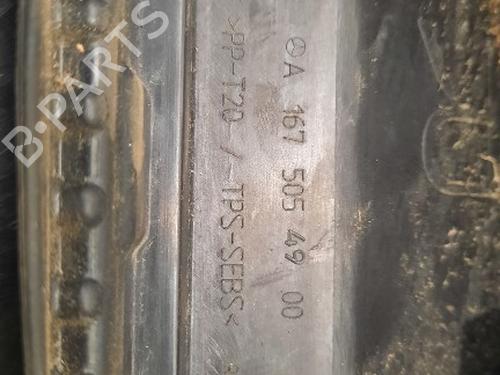 A 167 505 49 00
>PP-T20 / -TPS-SEBS<
B-PARTS